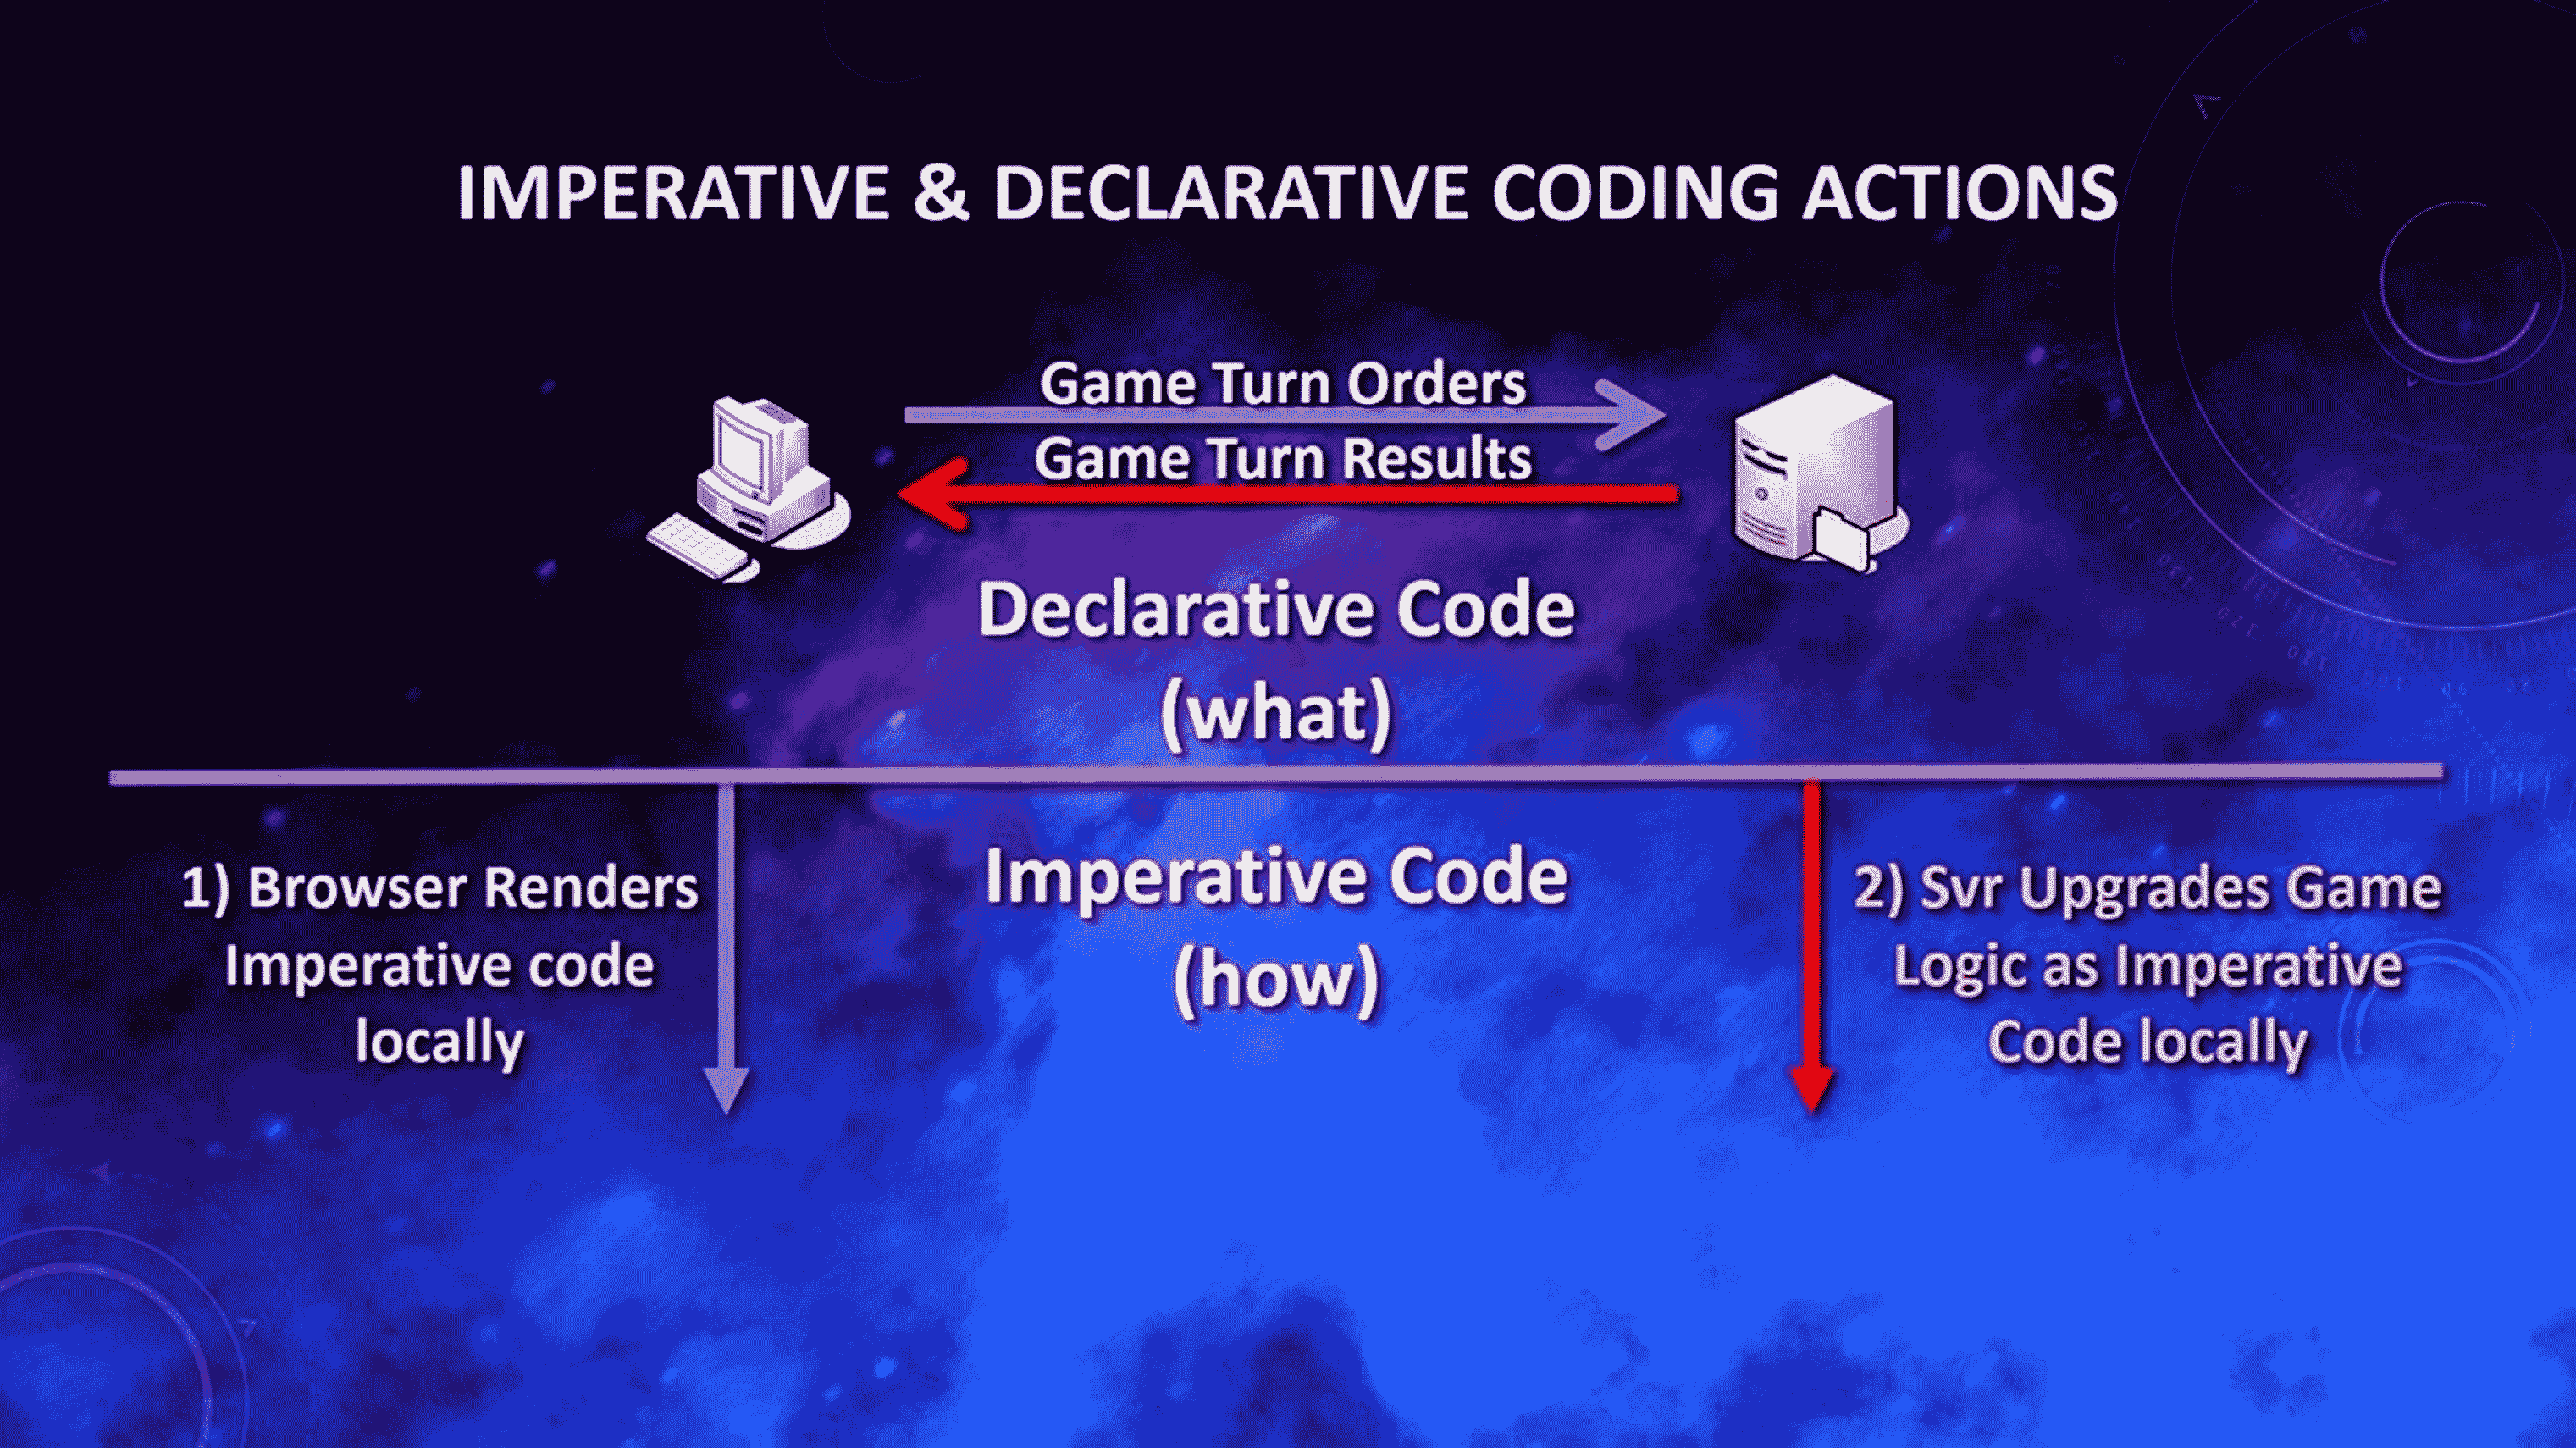 IMPERATIVE & DECLARATIVE CODING ACTIONS
Game Turn Orders
Game Turn Results
Declarative Code
(what)
Imperative Code
(how)
1) Browser Renders
Imperative code
locally
2) Svr Upgrades Game
Logic as Imperative
Code locally